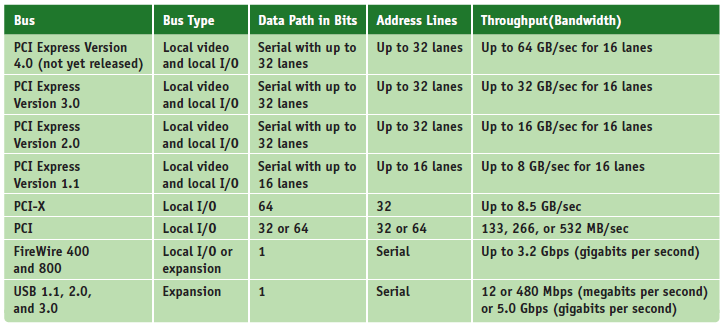 Bus Bus Type Data Path in Bits Address Lines Throughput(Bandwidth)
PCI Express Version Local video Serial with up to Up to 32 lanes Up to 64 GB/sec for 16 lanes
4.0 (not yet released) and local I/O 32 lanes
PCI Express Local video Serial with up to Up to 32 lanes Up to 32 GB/sec for 16 lanes
Version 3.0 and local I/O 32 lanes
PCI Express Local video Serial with up to Up to 32 lanes Up to 16 GB/sec for 16 lanes
Version 2.0 and local I/O 32 lanes
PCI Express Local video Serial with up to Up to 16 lanes Up to 8 GB/sec for 16 lanes
Version 1.1 and local I/O 16 lanes
PCI-X Local I/O 64 32 Up to 8.5 GB/sec
PCI Local I/O 32 or 64 32 or 64 133, 266, or 532 MB/sec
FireWire 400 Local I/O or 1 Serial Up to 3.2 Gbps (gigabits per second)
and 800 expansion
USB 1.1, 2.0, Expansion 1 Serial 12 or 480 Mbps (megabits per second)
and 3.0 or 5.0 Gbps (gigabits per second)